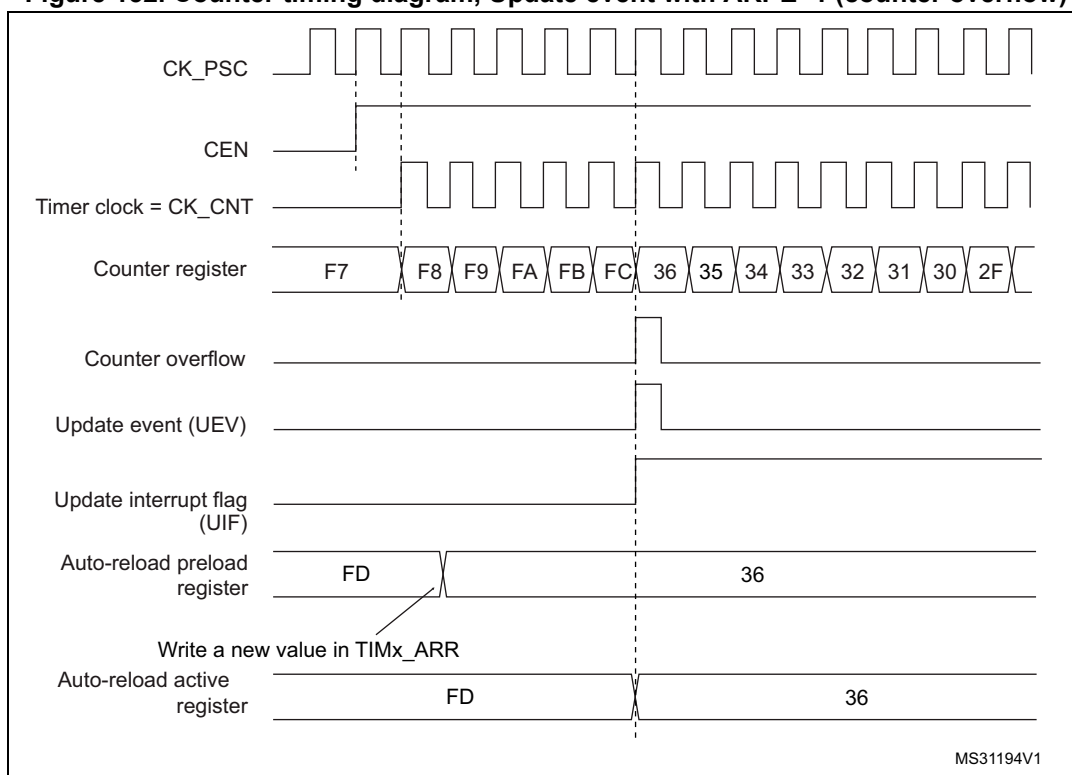 Figure
Counter timing diagram, Update event with
(counter overflow)
CK_PSC
CEN
Timer clock = CK_CNT
Counter register
F7 F8 F9 FA FB FC 36 35 34 33 32 31 30 2F
Counter overflow
Update event (UEV)
Update interrupt flag
(UIF)
Auto-reload preload
register
FD 36
Write a new value in TIMx_ARR
Auto-reload active
register
FD 36
MS31194V1